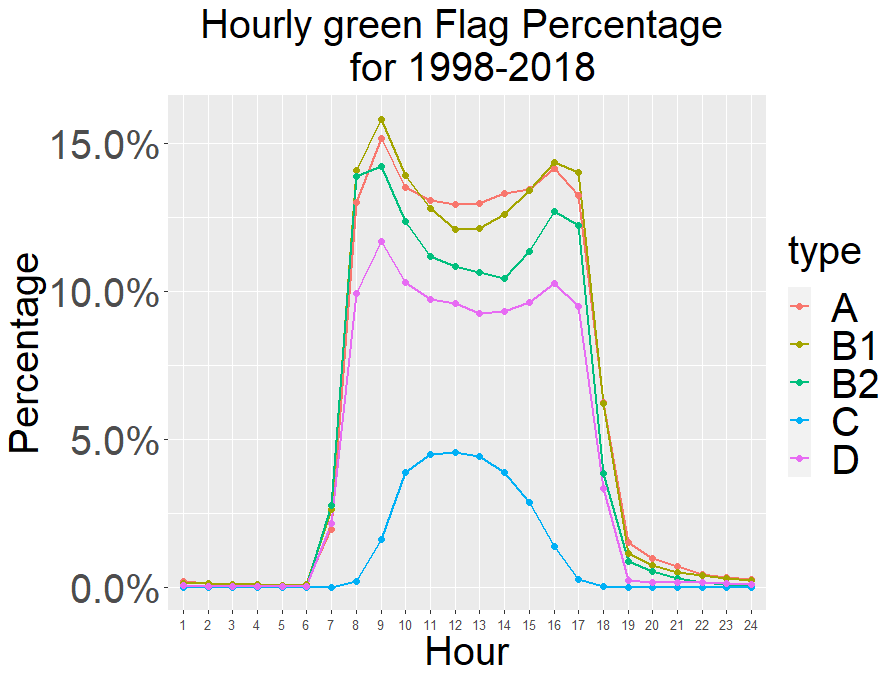 Hourly green Flag Percentage
for 1998-2018
Percentage
15.0%
10.0%
5.0%
0.0%
1 2 3 4 5 6 7 8 9 10 11 12 13 14 15 16 17 18 19 20 21 22 23 24
Hour
type
A
B1
B2
C
D